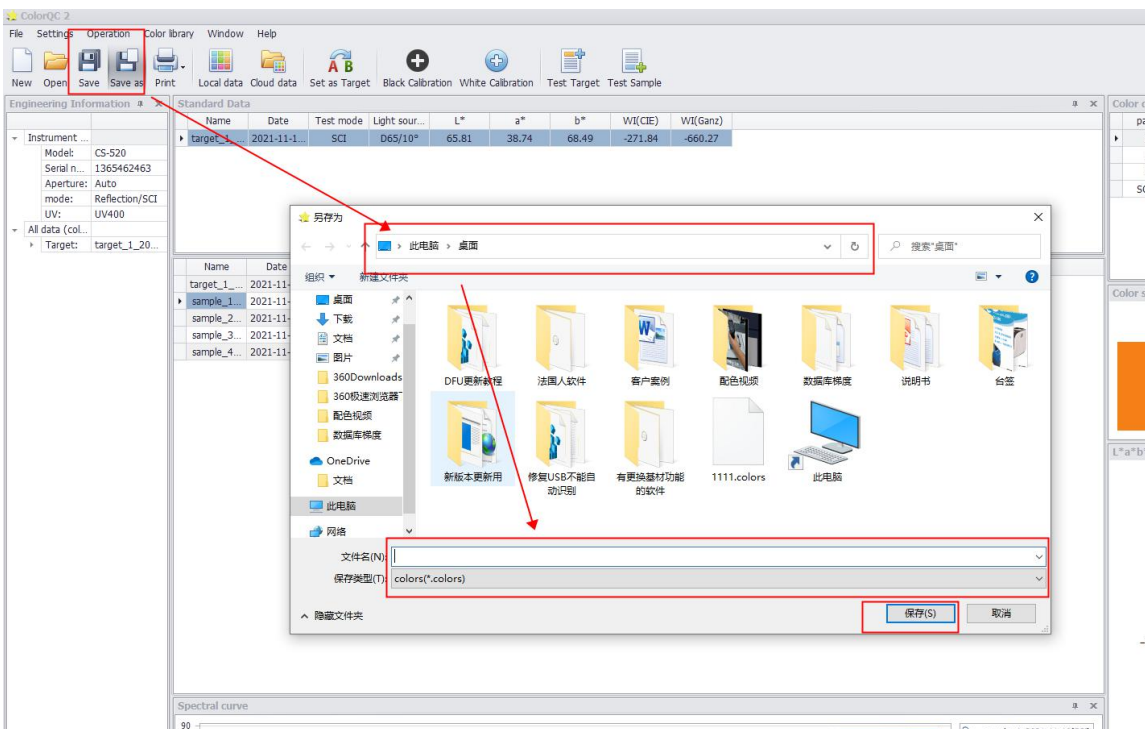 ColorQC 2
File Settings Operation Color library Window Help
New Open Save Save as Print Local data Cloud data Set as Target Black Calibration White Calibration Test Target Test Sample
Engineering Information
Standard Data
Name Date Test mode Light sour... L* a* b* WI(CIE) WI(Ganz)
target_1_... 2021-11-1... SCI D65/10° 65.81 38.74 68.49 -271.84 -660.27
Instrument ...
Model: CS-520
Serial n... 1365462463
Aperture: Auto
mode: Reflection/SCI
UV: UV400
All data (col...
Target: target_1_20...
Name Date
target_1_... 2021-11-
sample_1... 2021-11-
sample_2... 2021-11-
sample_3... 2021-11-
sample_4... 2021-11-
另存为
此电脑 › 桌面
搜索"桌面"
组织 新建文件夹
桌面
下载
文档
图片
360Downloads
360极速浏览器
配色视频
数据库梯度
OneDrive
文档
此电脑
网络
DFU更新教程 法国人软件 客户案例 配色视频 数据库梯度 说明书 台签
新版本更新用 修复USB不能自动识别 有更换基材功能的软件 1111.colors 此电脑
文件名(N):
保存类型(T): colors(*.colors)
隐藏文件夹
保存(S) 取消
Spectral curve
90
Color s
L*a*b*